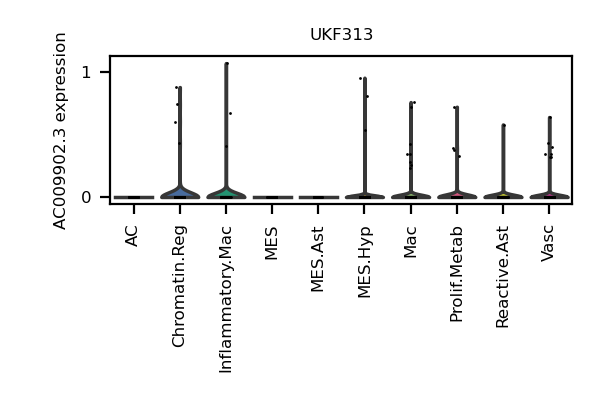 UKF313
AC009902.3 expression
1
0
AC
Chromatin.Reg
Inflammatory.Mac
MES
MES.Ast
MES.Hyp
Mac
Prolif.Metab
Reactive.Ast
Vasc